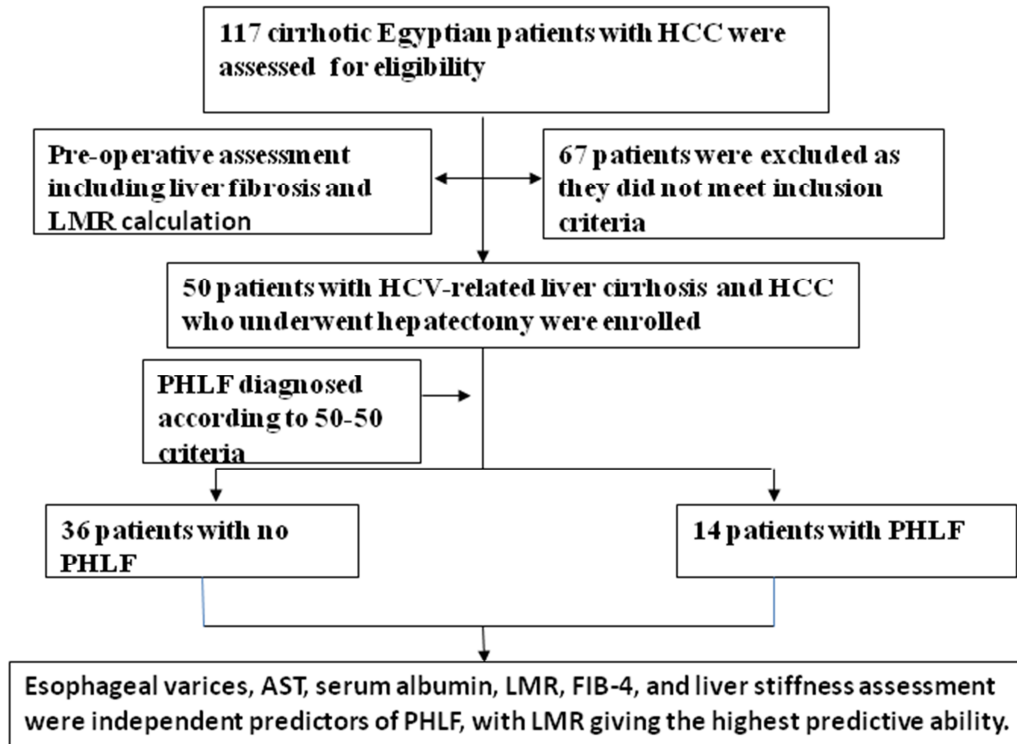 117 cirrhotic Egyptian patients with HCC were
assessed for eligibility
Pre-operative assessment
including liver fibrosis and
LMR calculation
67 patients were excluded as
they did not meet inclusion
criteria
50 patients with HCV-related liver cirrhosis and HCC
who underwent hepatectomy were enrolled
PHLF diagnosed
according to 50-50
criteria
36 patients with no
PHLF
14 patients with PHLF
Esophageal varices, AST, serum albumin, LMR, FIB-4, and liver stiffness assessment
were independent predictors of PHLF, with LMR giving the highest predictive ability.